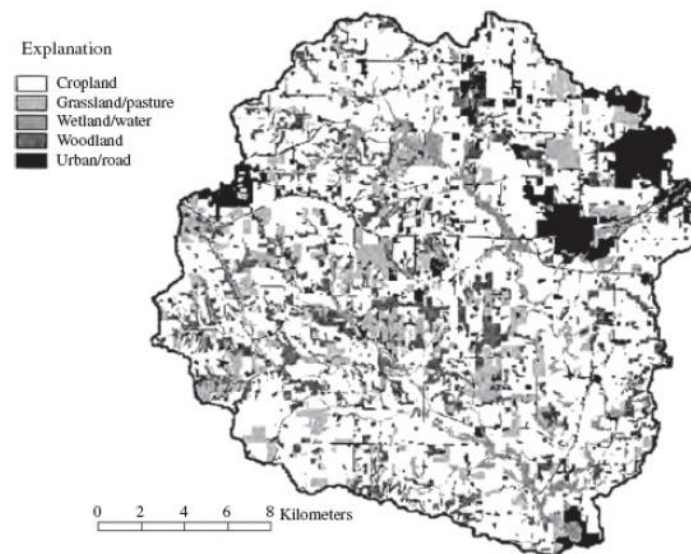 Explanation
Cropland
Grassland/pasture
Wetland/water
Woodland
Urban/road
0 2 4 6 8 Kilometers